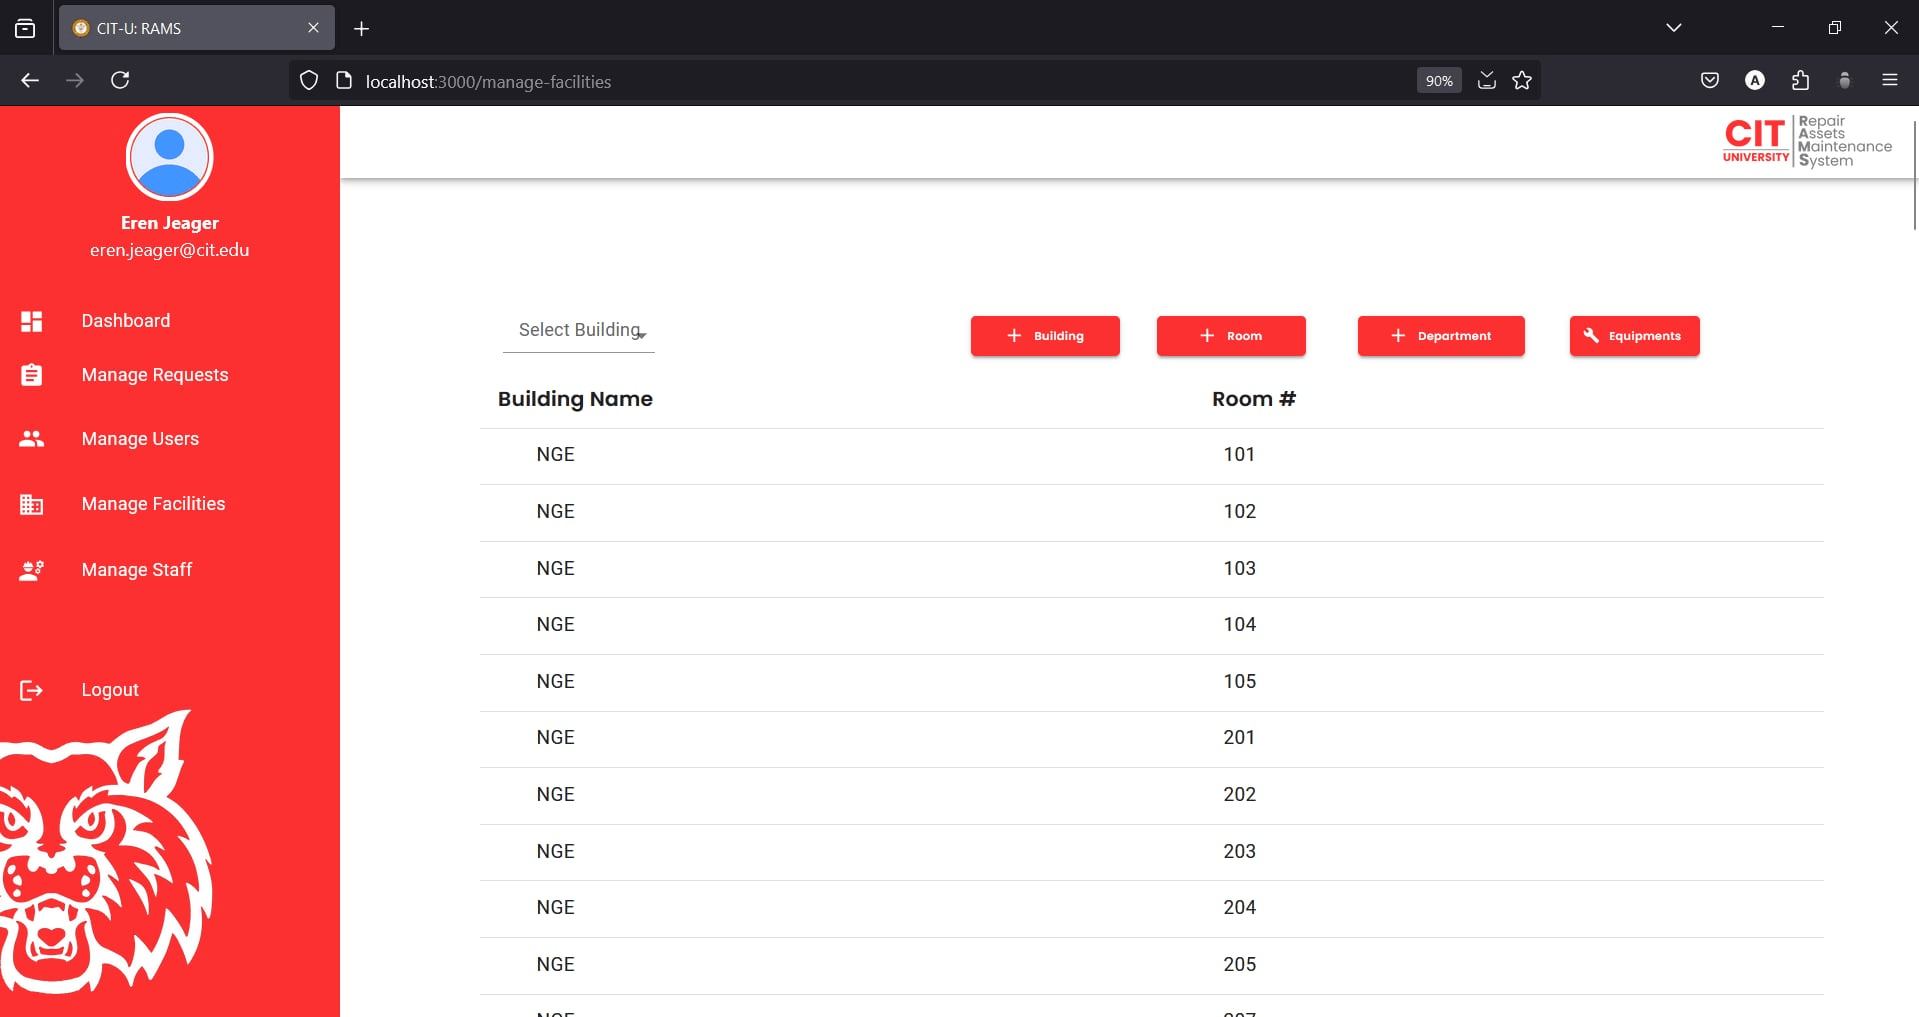 CIT-U: RAMS
localhost:3000/manage-facilities
90%
A
CIT
UNIVERSITY
Repair
Assets
Maintenance
System
Eren Jeager
eren.jeager@cit.edu
Dashboard
Manage Requests
Manage Users
Manage Facilities
Manage Staff
Logout
Select Building
Building
Room
Department
Equipments
Building Name Room #
NGE 101
NGE 102
NGE 103
NGE 104
NGE 105
NGE 201
NGE 202
NGE 203
NGE 204
NGE 205